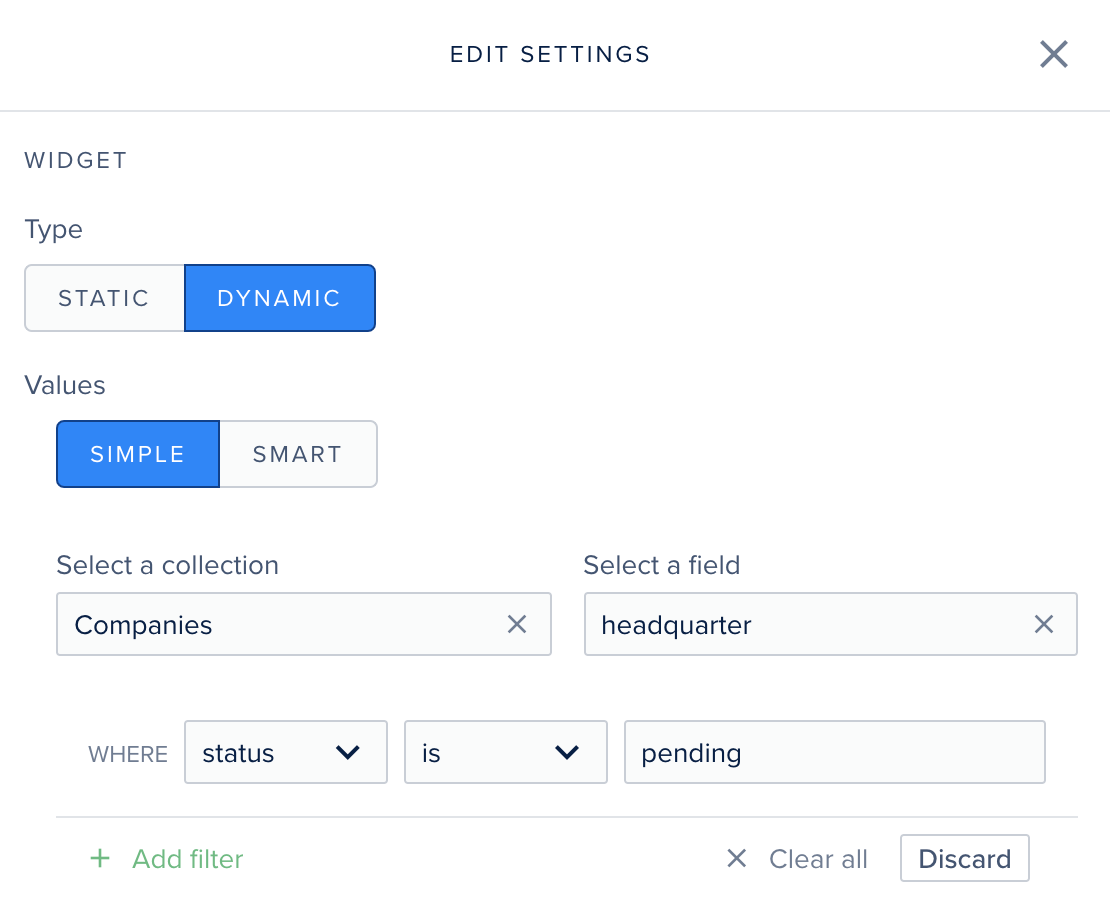 EDIT SETTINGS
WIDGET
Type
STATIC DYNAMIC
Values
SIMPLE SMART
Select a collection Select a field
Companies headquarter
WHERE status is pending
Add filter Clear all Discard